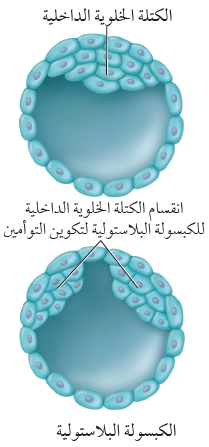 الكتلة الخلوية الداخلية
انقسام الكتلة الخلوية الداخلية
للكبسولة البلاستولية لتكوين التوأمين
الكبسولة البلاستولية